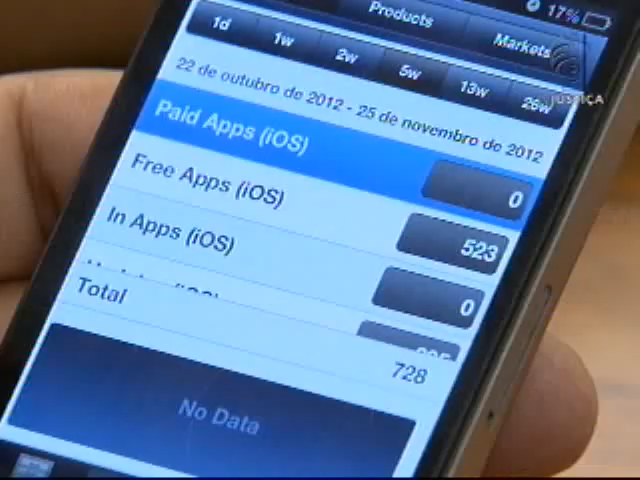 17%
Products
Markets
1d 1w 2w 5w 13w 26w
JUSTIÇA
22 de outubro de 2012 - 25 de novembro de 2012
Paid Apps (iOS) 0
Free Apps (iOS) 523
In Apps (iOS) 0
Total 728
No Data